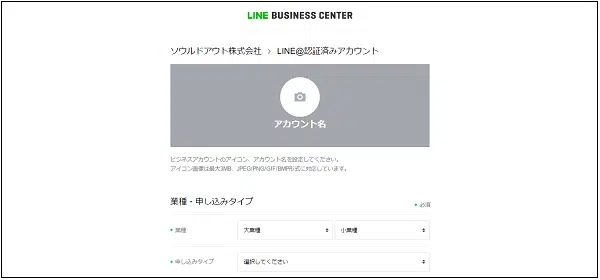 LINE BUSINESS CENTER
ソウルドアウト株式会社 > LINE@認証済みアカウント
アカウント名
ビジネスアカウントのアイコン、アカウント名を設定してください。
アイコン画像は最大3MB、JPEG/PNG/GIF/BMP形式に対応しています。
業種・申し込みタイプ
必須
業種 大業種 小業種
申し込みタイプ 選択してください